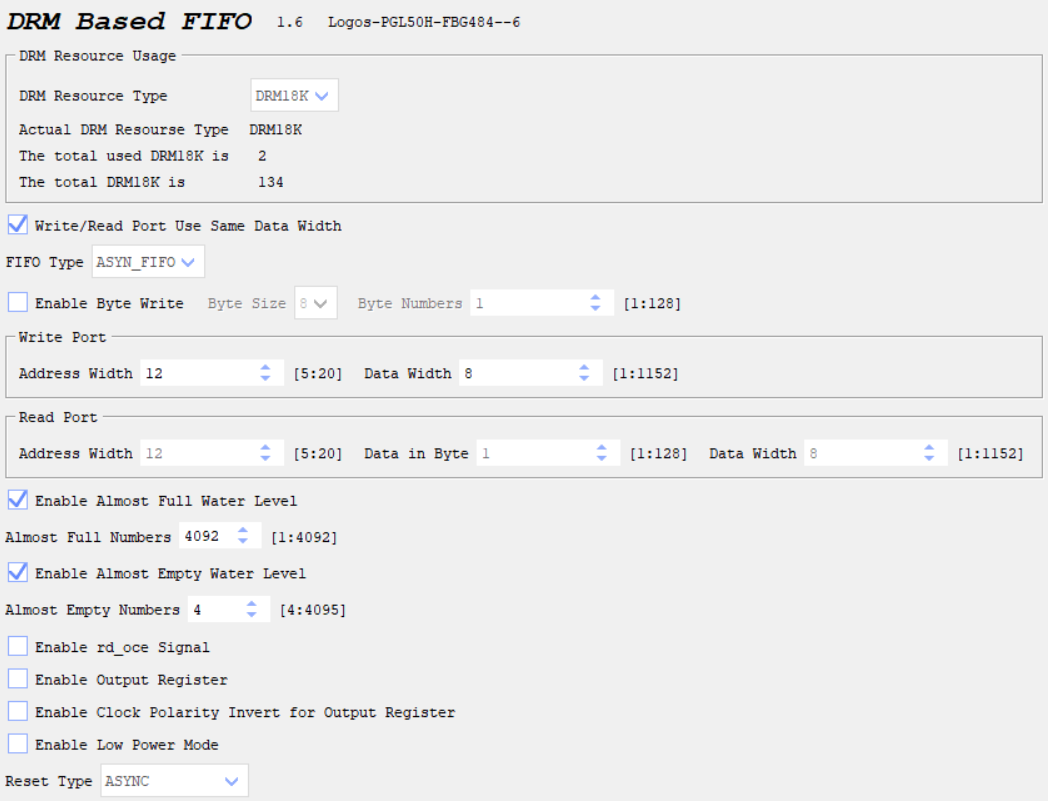 DRM Based FIFO 1.6 Logos-PGL50H-FBG484--6
DRM Resource Usage
DRM Resource Type DRM18K
Actual DRM Resourse Type DRM18K
The total used DRM18K is 2
The total DRM18K is 134
Write/Read Port Use Same Data Width
FIFO Type ASYN_FIFO
Enable Byte Write Byte Size 8 Byte Numbers 1 [1:128]
Write Port
Address Width 12 [5:20] Data Width 8 [1:1152]
Read Port
Address Width 12 [5:20] Data in Byte 1 [1:128] Data Width 8 [1:1152]
Enable Almost Full Water Level
Almost Full Numbers 4092 [1:4092]
Enable Almost Empty Water Level
Almost Empty Numbers 4 [4:4095]
Enable rd_oce Signal
Enable Output Register
Enable Clock Polarity Invert for Output Register
Enable Low Power Mode
Reset Type ASYNC